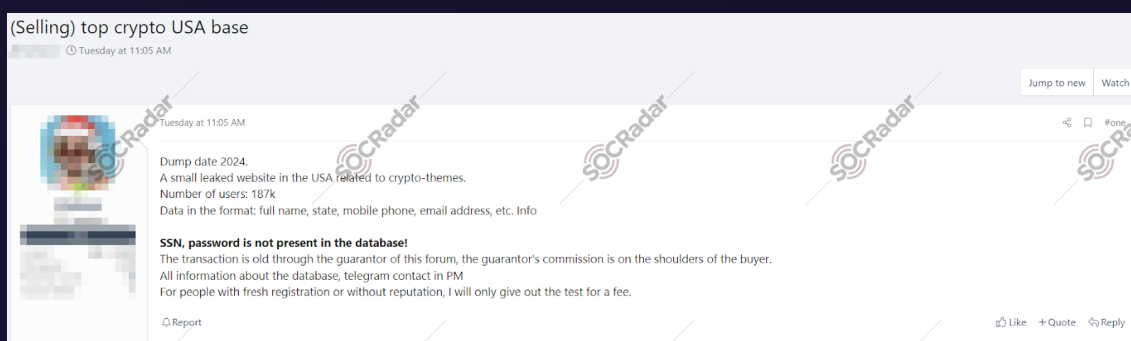 (Selling) top crypto USA base
Tuesday at 11:05 AM
Jump to new Watch
Tuesday at 11:05 AM
#one
Dump date 2024.
A small leaked website in the USA related to crypto-themes.
Number of users: 187k
Data in the format: full name, state, mobile phone, email address, etc. Info
SSN, password is not present in the database!
The transaction is old through the guarantor of this forum, the guarantor's commission is on the shoulders of the buyer.
All information about the database, telegram contact in PM
For people with fresh registration or without reputation, I will only give out the test for a fee.
Report Like +Quote Reply
SOCRadar
SOCRadar
SOCRadar
SOCRadar
SOCRa